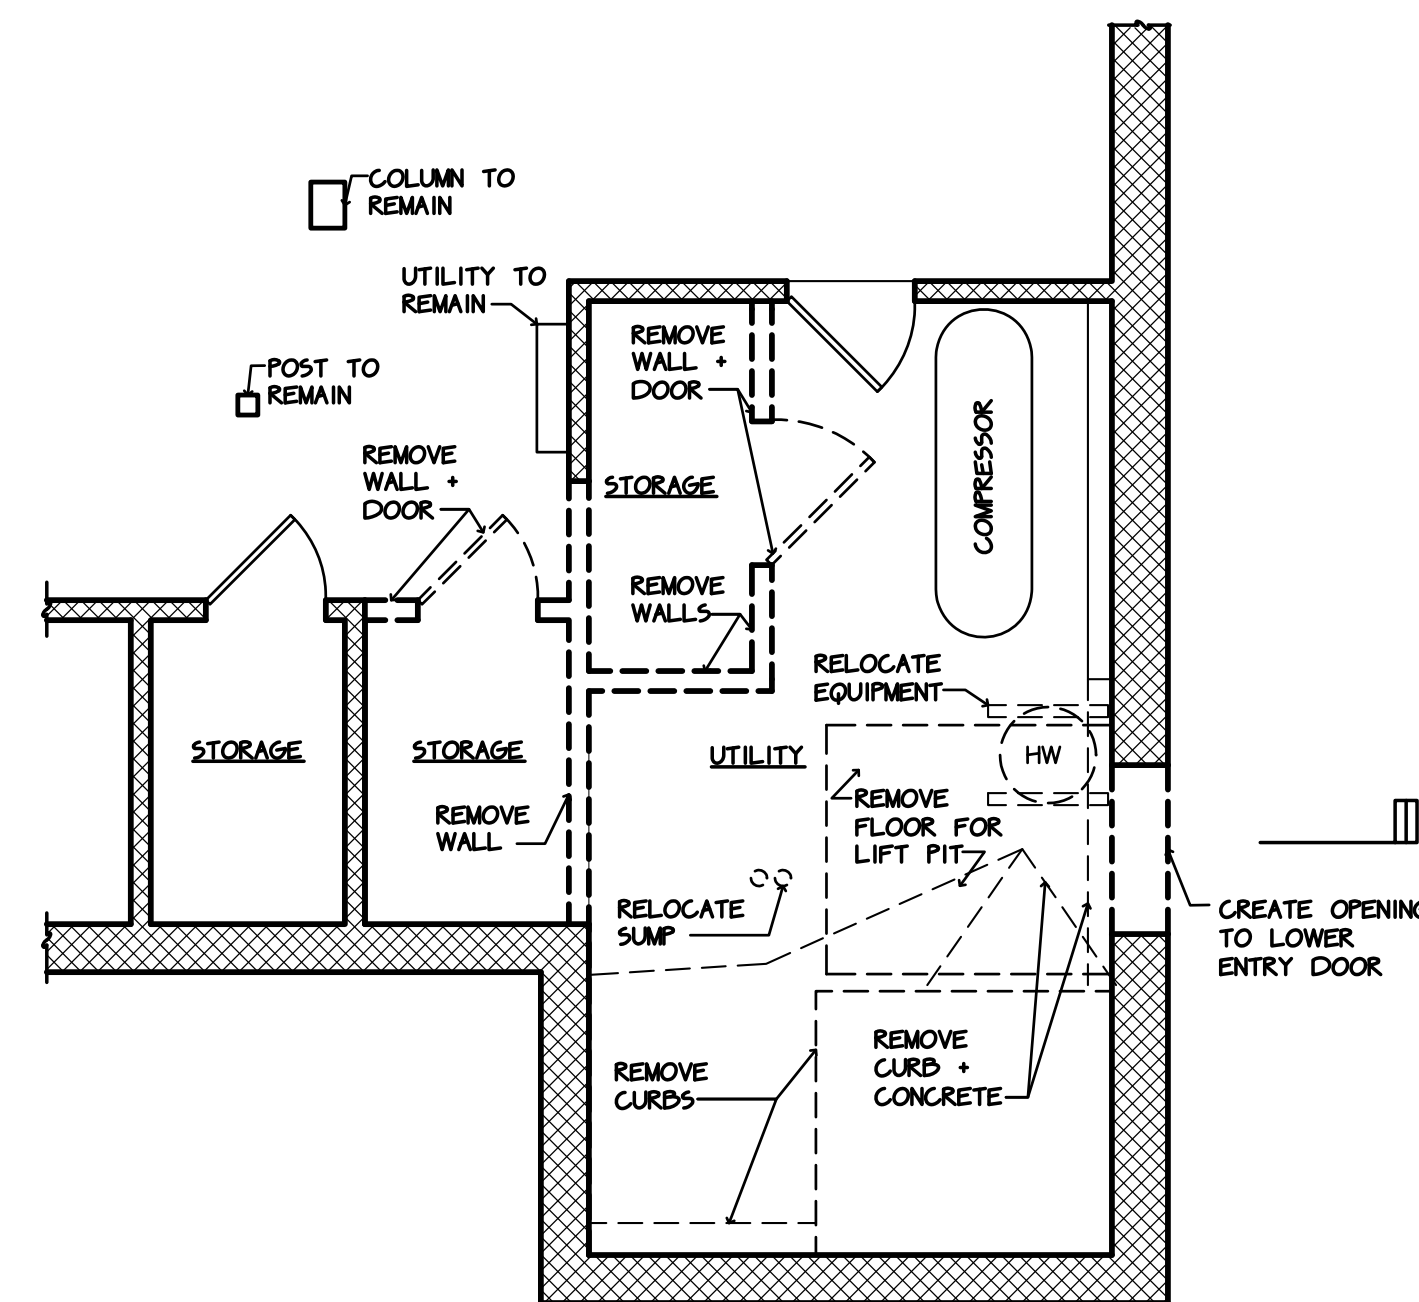 COLUMN TO
REMAIN
UTILITY TO
REMAIN
POST TO
REMAIN
REMOVE
WALL +
DOOR
REMOVE
WALL +
DOOR
STORAGE
COMPRESSOR
REMOVE
WALLS
RELOCATE
EQUIPMENT
STORAGE
STORAGE
UTILITY
HW
REMOVE
WALL
REMOVE
FLOOR FOR
LIFT PIT
RELOCATE
SUMP
CREATE OPENING
TO LOWER
ENTRY DOOR
REMOVE
CURBS
REMOVE
CURB +
CONCRETE